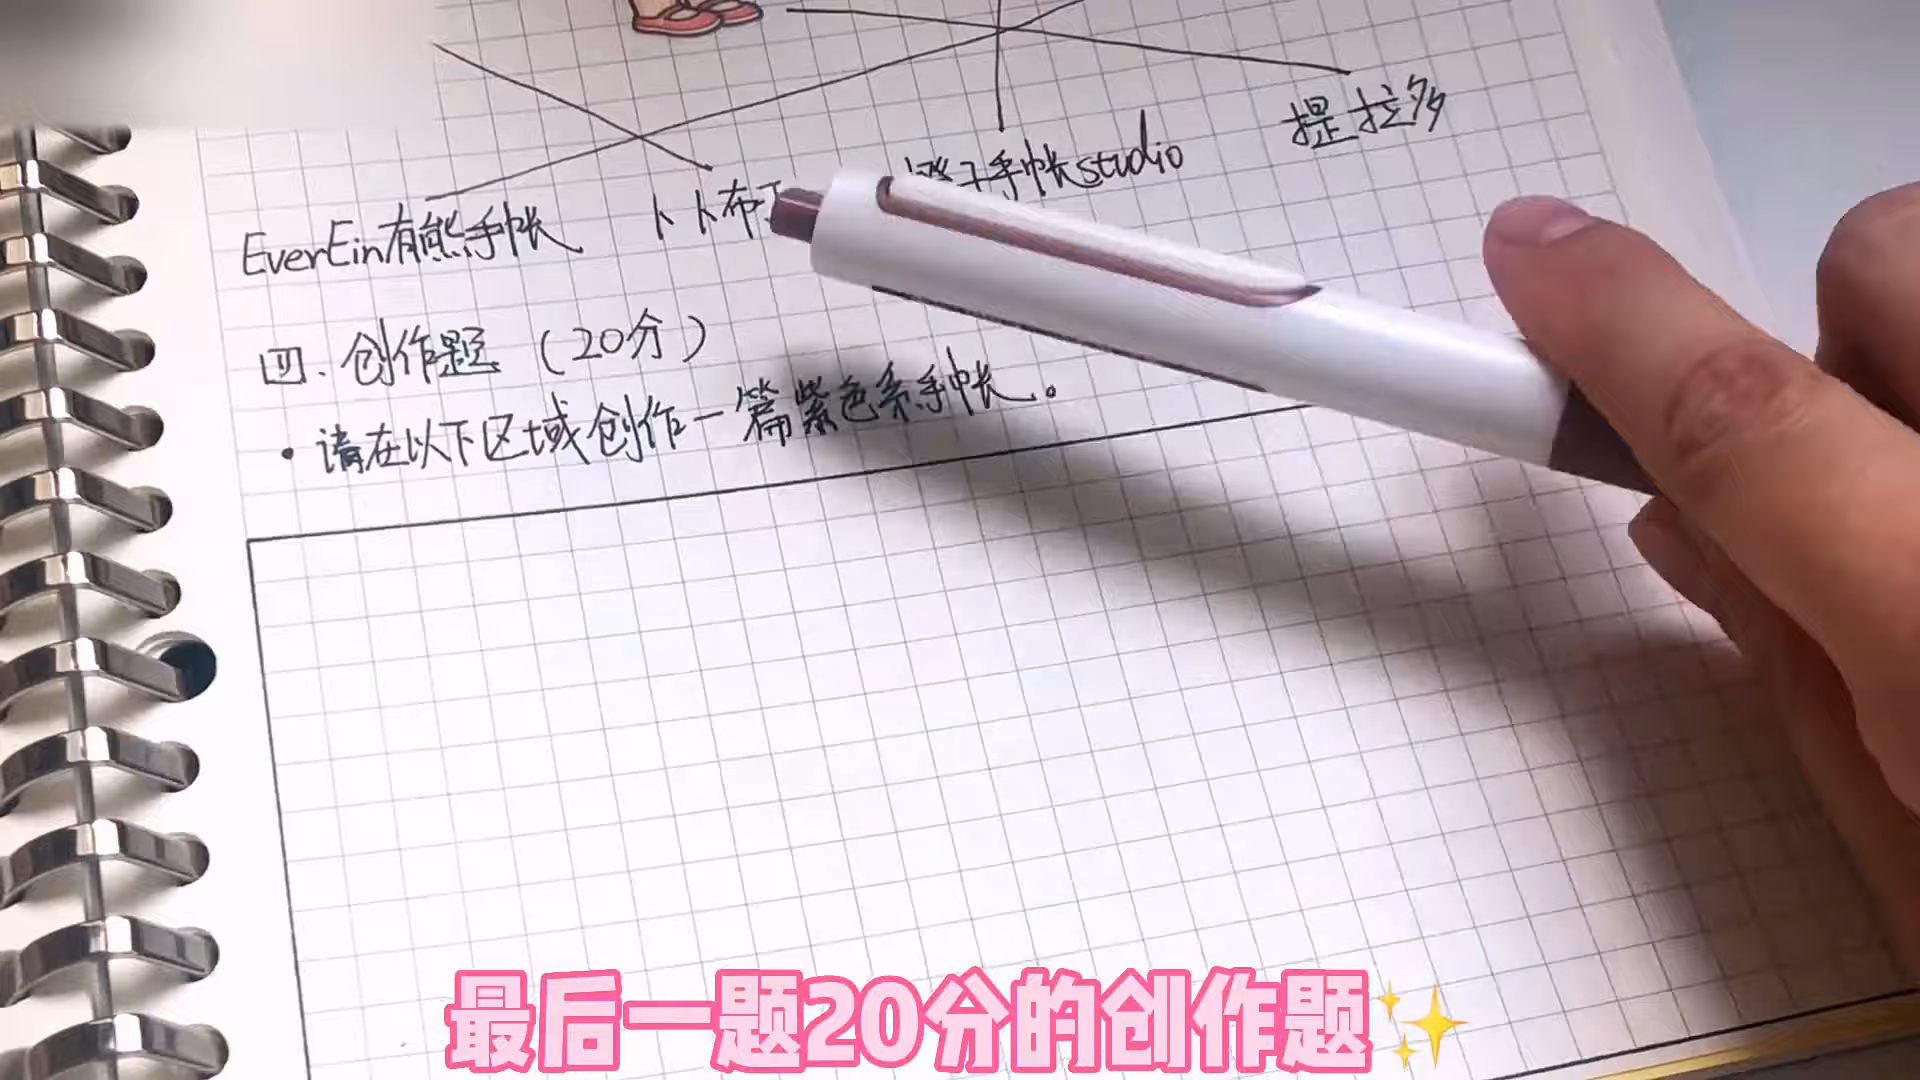 提拉多
EverEin有熊手帐 卜卜布 子手帐studio
四.创作题(20分)
·请在以下区域创作一篇紫色系手帐。
最后一题20分的创作题✨